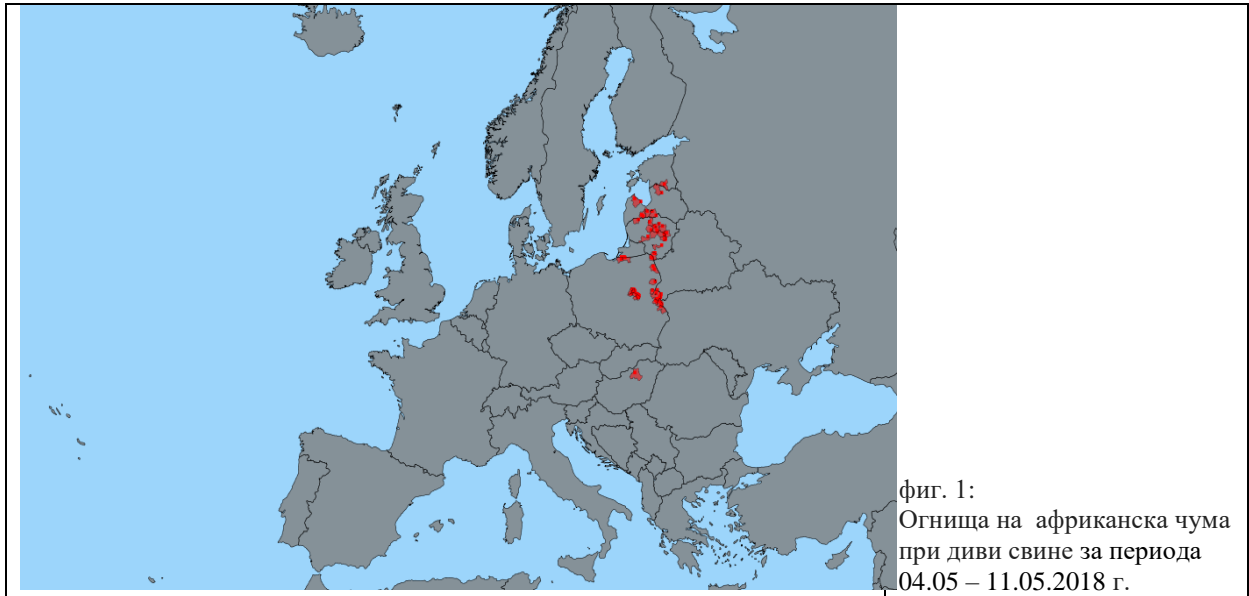 фиг. 1:
Огнища на африканска чума
при диви свине за периода
04.05 – 11.05.2018 г.